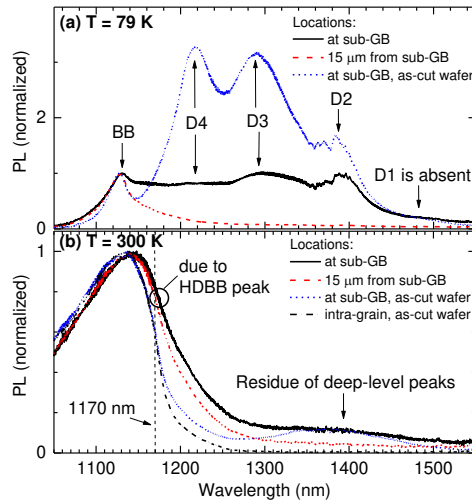 (a) T = 79 K
Locations:
at sub-GB
15 μm from sub-GB
at sub-GB, as-cut wafer
BB
D4
D3
D2
D1 is absent
2
1
0
PL (normalized)
(b) T = 300 K
Locations:
at sub-GB
15 μm from sub-GB
at sub-GB, as-cut wafer
intra-grain, as-cut wafer
due to
HDBB peak
1170 nm
Residue of deep-level peaks
1
0
PL (normalized)
1100 1200 1300 1400 1500
Wavelength (nm)